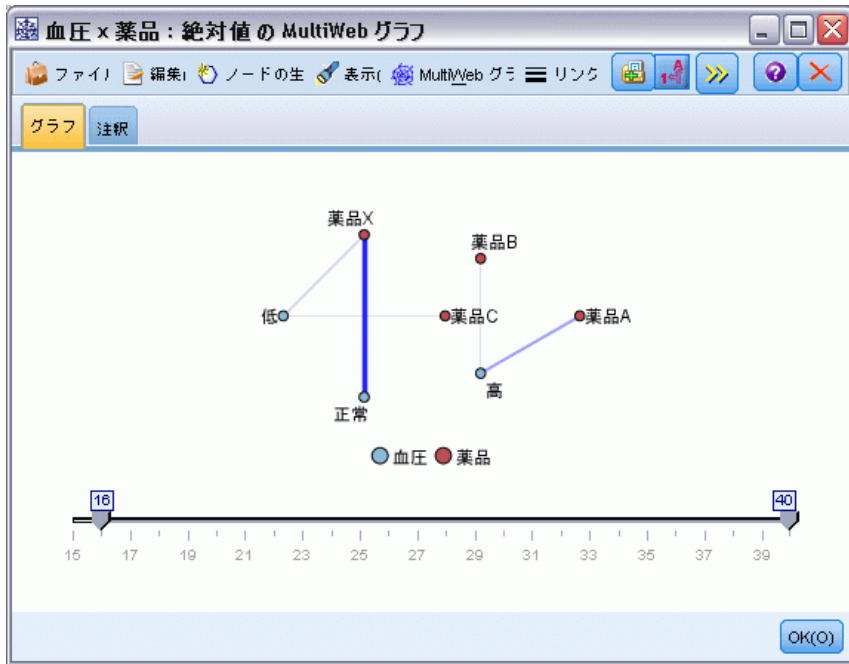 血圧 x 薬品：絶対値 の MultiWeb グラフ
ファイル 編集( ノードの生 表示( MultiWeb グラ リンク
グラフ 注釈
薬品X
薬品B
低 薬品C 薬品A
高
正常
血圧 薬品
16 40
15 17 19 21 23 25 27 29 31 33 35 37 39
OK(O)